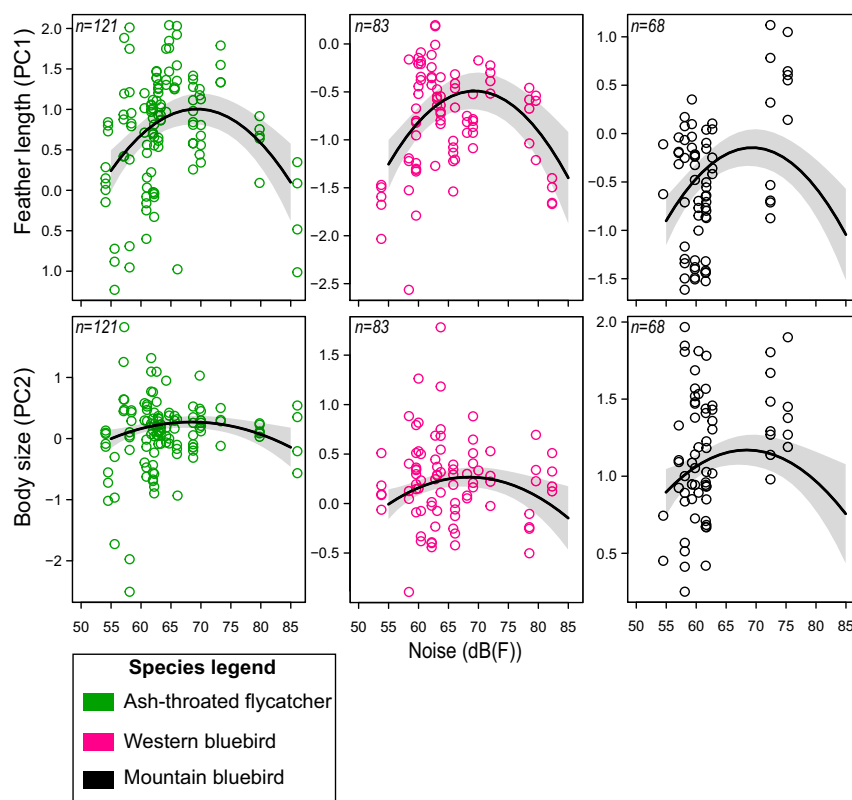 n=121
n=83
n=68
Feather length (PC1)
2.0
1.5
1.0
0.5
0.0
1.0
0.0
−0.5
−1.0
−1.5
−2.0
−2.5
1.0
0.0
−0.5
−1.0
−1.5
n=121
n=83
n=68
Body size (PC2)
1
0
−1
−2
1.5
1.0
0.5
0.0
−0.5
2.0
1.5
1.0
0.5
50 55 60 65 70 75 80 85
50 55 60 65 70 75 80 85
50 55 60 65 70 75 80 85
Noise (dB(F))
Species legend
Ash-throated flycatcher
Western bluebird
Mountain bluebird